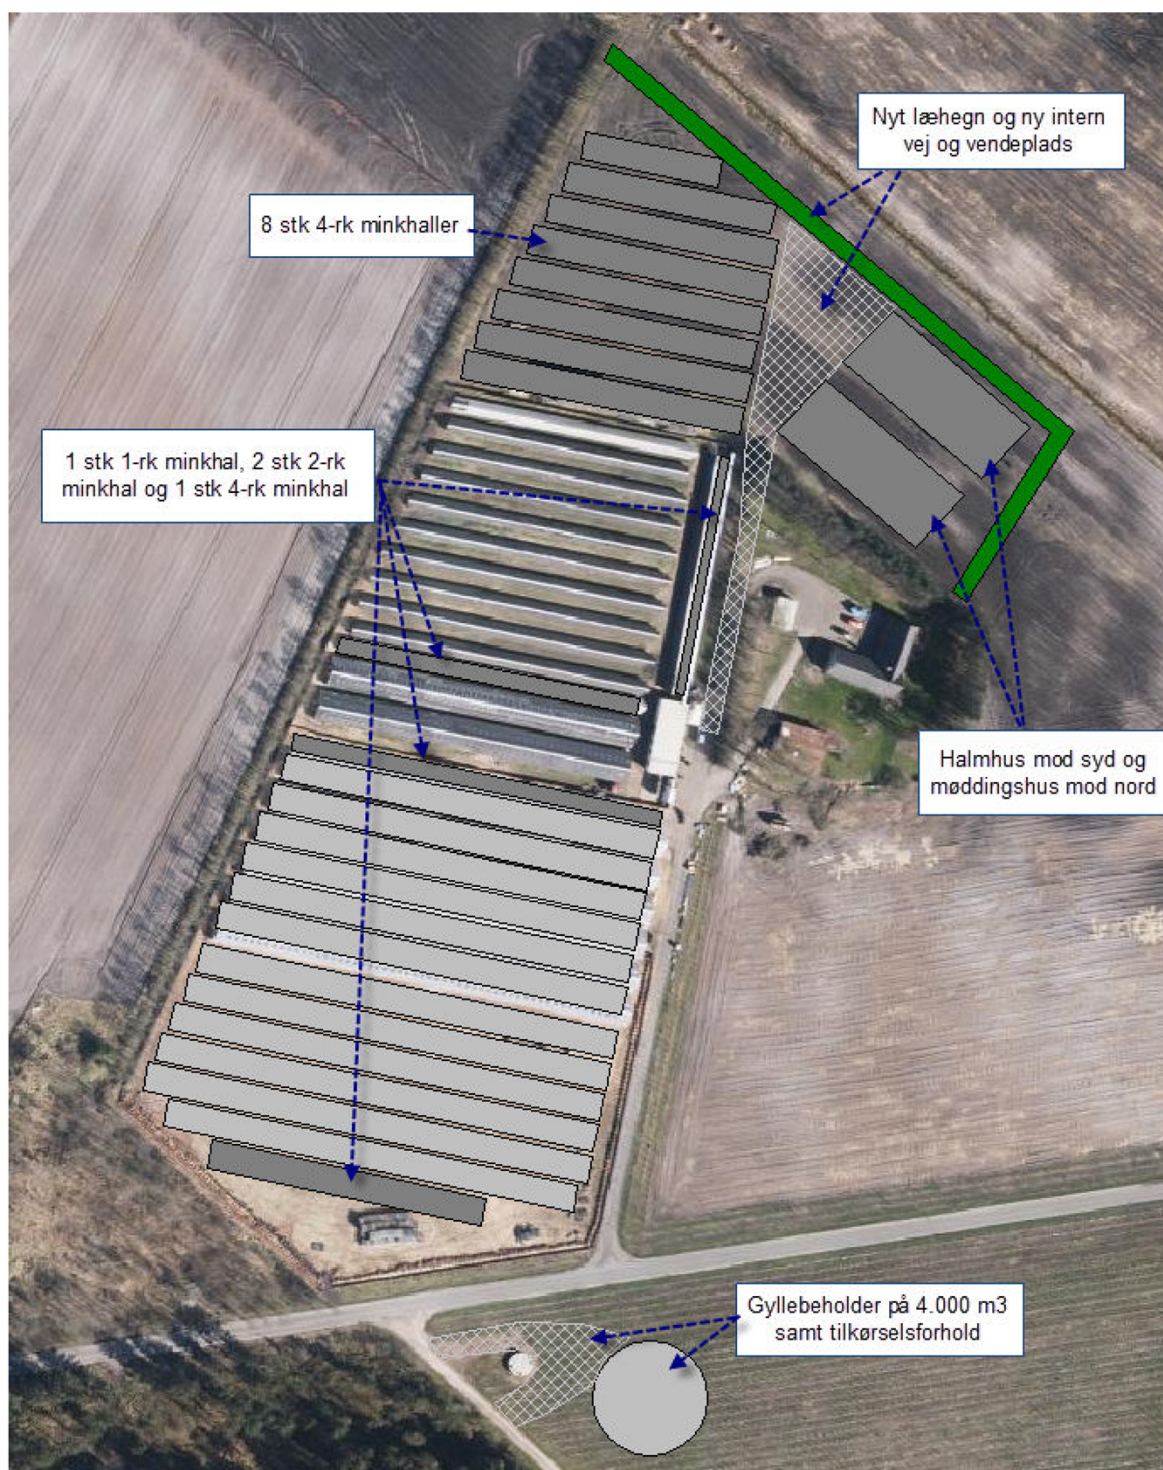 Nyt læhegn og ny intern
vej og vendeplads
8 stk 4-rk minkhaller
1 stk 1-rk minkhal, 2 stk 2-rk
minkhal og 1 stk 4-rk minkhal
Halmhus mod syd og
møddingshus mod nord
Gyllebeholder på 4.000 m3
samt tilkørselsforhold